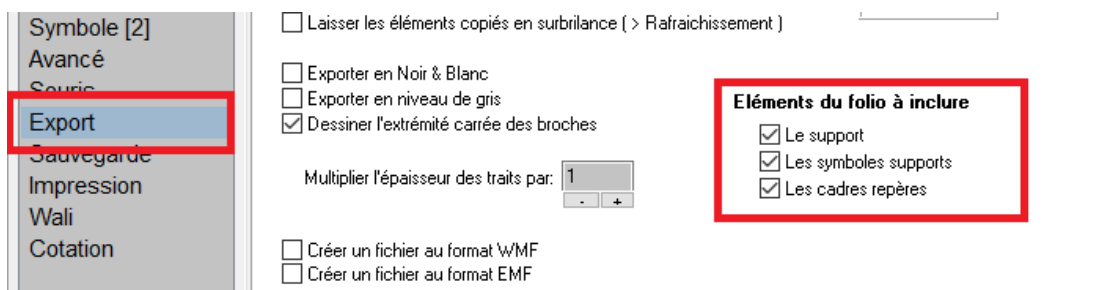 Symbole [2]
Avancé
Souris
Export
Sauvegarde
Impression
Wali
Cotation
Laisser les éléments copiés en surbrilance ( > Rafraichissement )
Exporter en Noir & Blanc
Exporter en niveau de gris
Dessiner l'extrémité carrée des broches
Multiplier l'épaisseur des traits par: 1
- +
Créer un fichier au format WMF
Créer un fichier au format EMF
Eléments du folio à inclure
Le support
Les symboles supports
Les cadres repères